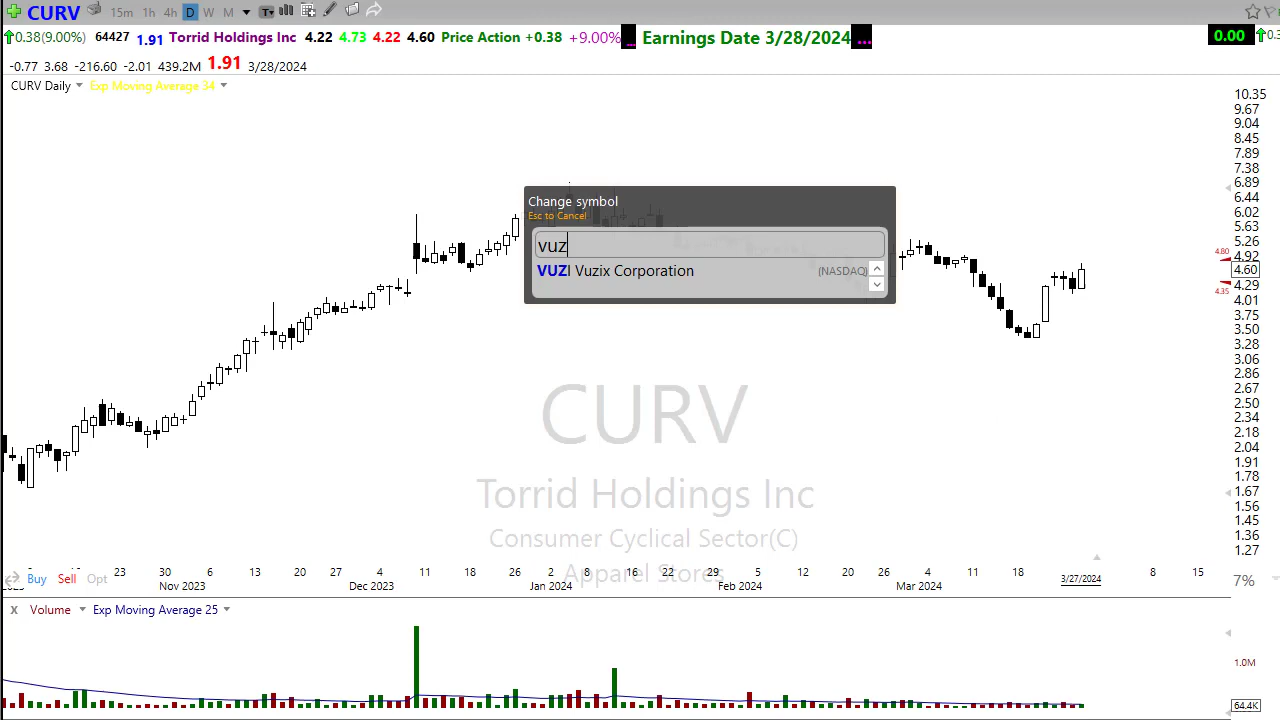 CURV 15m 1h 4h D W M T
0.38(9.00%) 64427 1.91 Torrid Holdings Inc 4.22 4.73 4.22 4.60 Price Action +0.38 +9.00% ... Earnings Date 3/28/2024 ... 0.00
-0.77 3.68 -216.60 -2.01 439.2M 1.91 3/28/2024
CURV Daily Exp Moving Average 34
10.35
9.67
9.04
8.45
7.89
7.38
6.89
6.44
6.02
5.63
5.26
4.92
4.60
4.29
4.01
3.75
3.50
3.28
3.06
2.86
2.67
2.50
2.34
2.18
2.04
1.91
1.78
1.67
1.56
1.45
1.36
1.27
4.80
4.35
Change symbol
Esc to Cancel
vuz
VUZI Vuzix Corporation (NASDAQ)
CURV
Torrid Holdings Inc
Consumer Cyclical Sector(C)
Apparel Stores
23 30 6 13 20 27 4 11 18 26 2 8 16 22 29 5 12 20 26 4 11 18 8 15
Nov 2023 Dec 2023 Jan 2024 Feb 2024 Mar 2024 3/27/2024
Buy Sell Opt
7%
X Volume Exp Moving Average 25
1.0M
64.4K